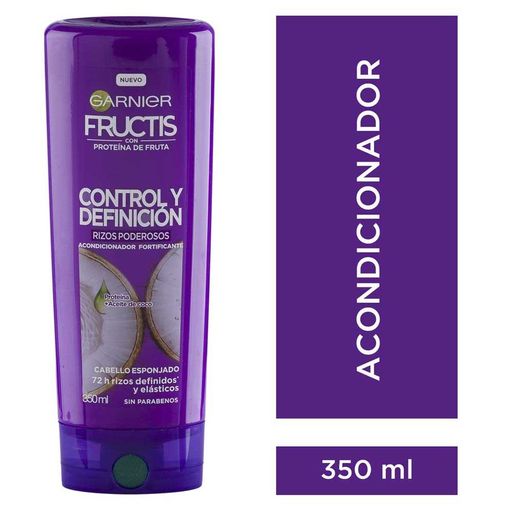 NUEVO
GARNIER
FRUCTIS
CON
PROTEÍNA DE FRUTA
CONTROL Y
DEFINICIÓN
RIZOS PODEROSOS
ACONDICIONADOR FORTIFICANTE
Proteína
+Aceite de coco
CABELLO ESPONJADO
72 h rizos definidos*
y elásticos
350ml
SIN PARABENOS
ACONDICIONADOR
350 ml